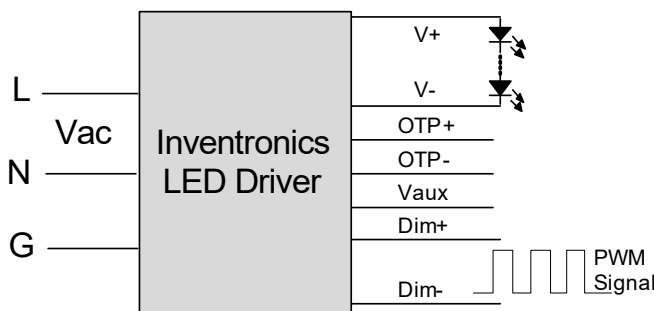 L
Vac
N
G
Inventronics
LED Driver
V+
V-
OTP+
OTP-
Vaux
Dim+
Dim-
PWM
Signal